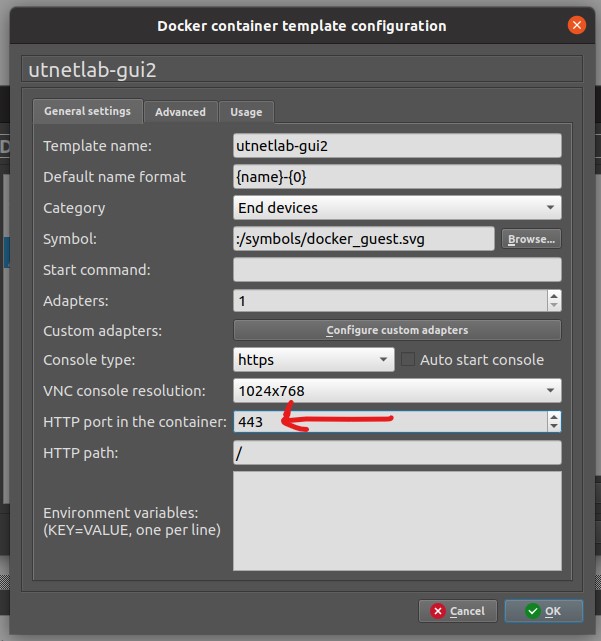 Docker container template configuration
utnetlab-gui2
General settings
Advanced
Usage
Template name:
utnetlab-gui2
Default name format
{name}-{0}
Category
End devices
Symbol:
:/symbols/docker_guest.svg
Browse...
Start command:
Adapters:
1
Custom adapters:
Configure custom adapters
Console type:
https
Auto start console
VNC console resolution:
1024x768
HTTP port in the container:
443
HTTP path:
/
Environment variables:
(KEY=VALUE, one per line)
Cancel
OK